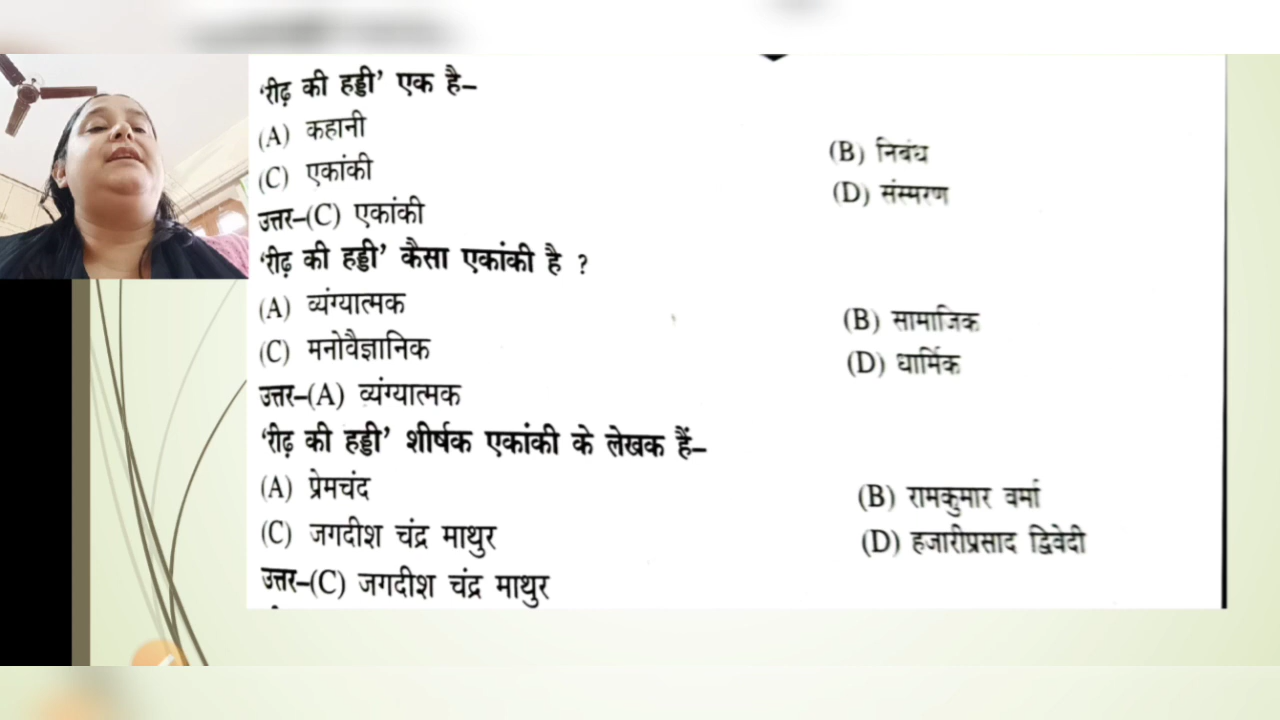 ‘रीढ़ की हड्डी’ एक है–
(A) कहानी
(B) निबंध
(C) एकांकी
(D) संस्मरण
उत्तर–(C) एकांकी
‘रीढ़ की हड्डी’ कैसा एकांकी है ?
(A) व्यंग्यात्मक
(B) सामाजिक
(C) मनोवैज्ञानिक
(D) धार्मिक
उत्तर–(A) व्यंग्यात्मक
‘रीढ़ की हड्डी’ शीर्षक एकांकी के लेखक हैं–
(A) प्रेमचंद
(B) रामकुमार वर्मा
(C) जगदीश चंद्र माथुर
(D) हजारीप्रसाद द्विवेदी
उत्तर–(C) जगदीश चंद्र माथुर